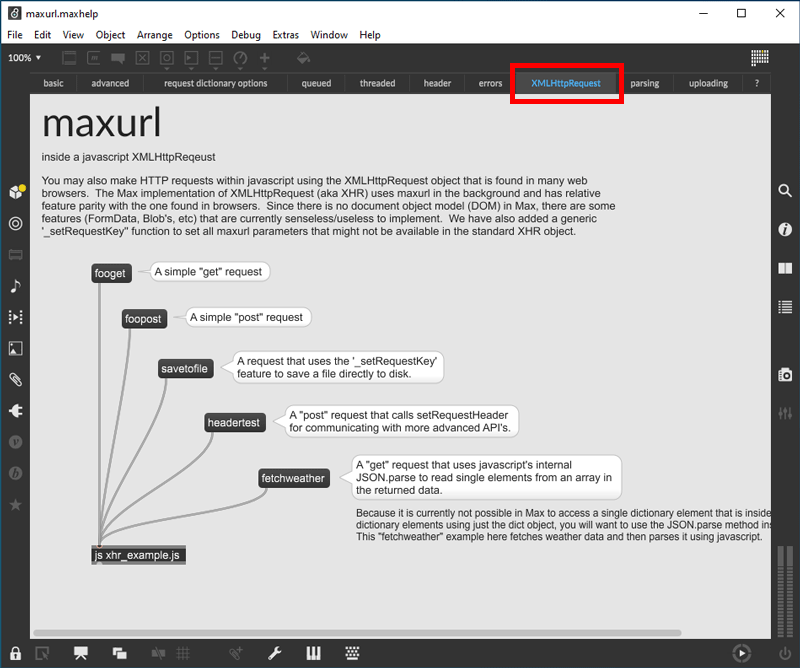 maxurl.maxhelp
File Edit View Object Arrange Options Debug Extras Window Help
100%
basic advanced request dictionary options queued threaded header errors XMLHttpRequest parsing uploading ?
maxurl
inside a javascript XMLHttpReqeust
You may also make HTTP requests within javascript using the XMLHttpRequest object that is found in many web
browsers. The Max implementation of XMLHttpRequest (aka XHR) uses maxurl in the background and has relative
feature parity with the one found in browsers. Since there is no document object model (DOM) in Max, there are some
features (FormData, Blob's, etc) that are currently senseless/useless to implement. We have also added a generic
'_setRequestKey" function to set all maxurl parameters that might not be available in the standard XHR object.
fooget
A simple "get" request
foopost
A simple "post" request
savetofile
A request that uses the '_setRequestKey'
feature to save a file directly to disk.
headertest
A "post" request that calls setRequestHeader
for communicating with more advanced API's.
fetchweather
A "get" request that uses javascript's internal
JSON.parse to read single elements from an array in
the returned data.
Because it is currently not possible in Max to access a single dictionary element that is inside
dictionary elements using just the dict object, you will want to use the JSON.parse method ins
This "fetchweather" example here fetches weather data and then parses it using javascript.
js xhr_example.js